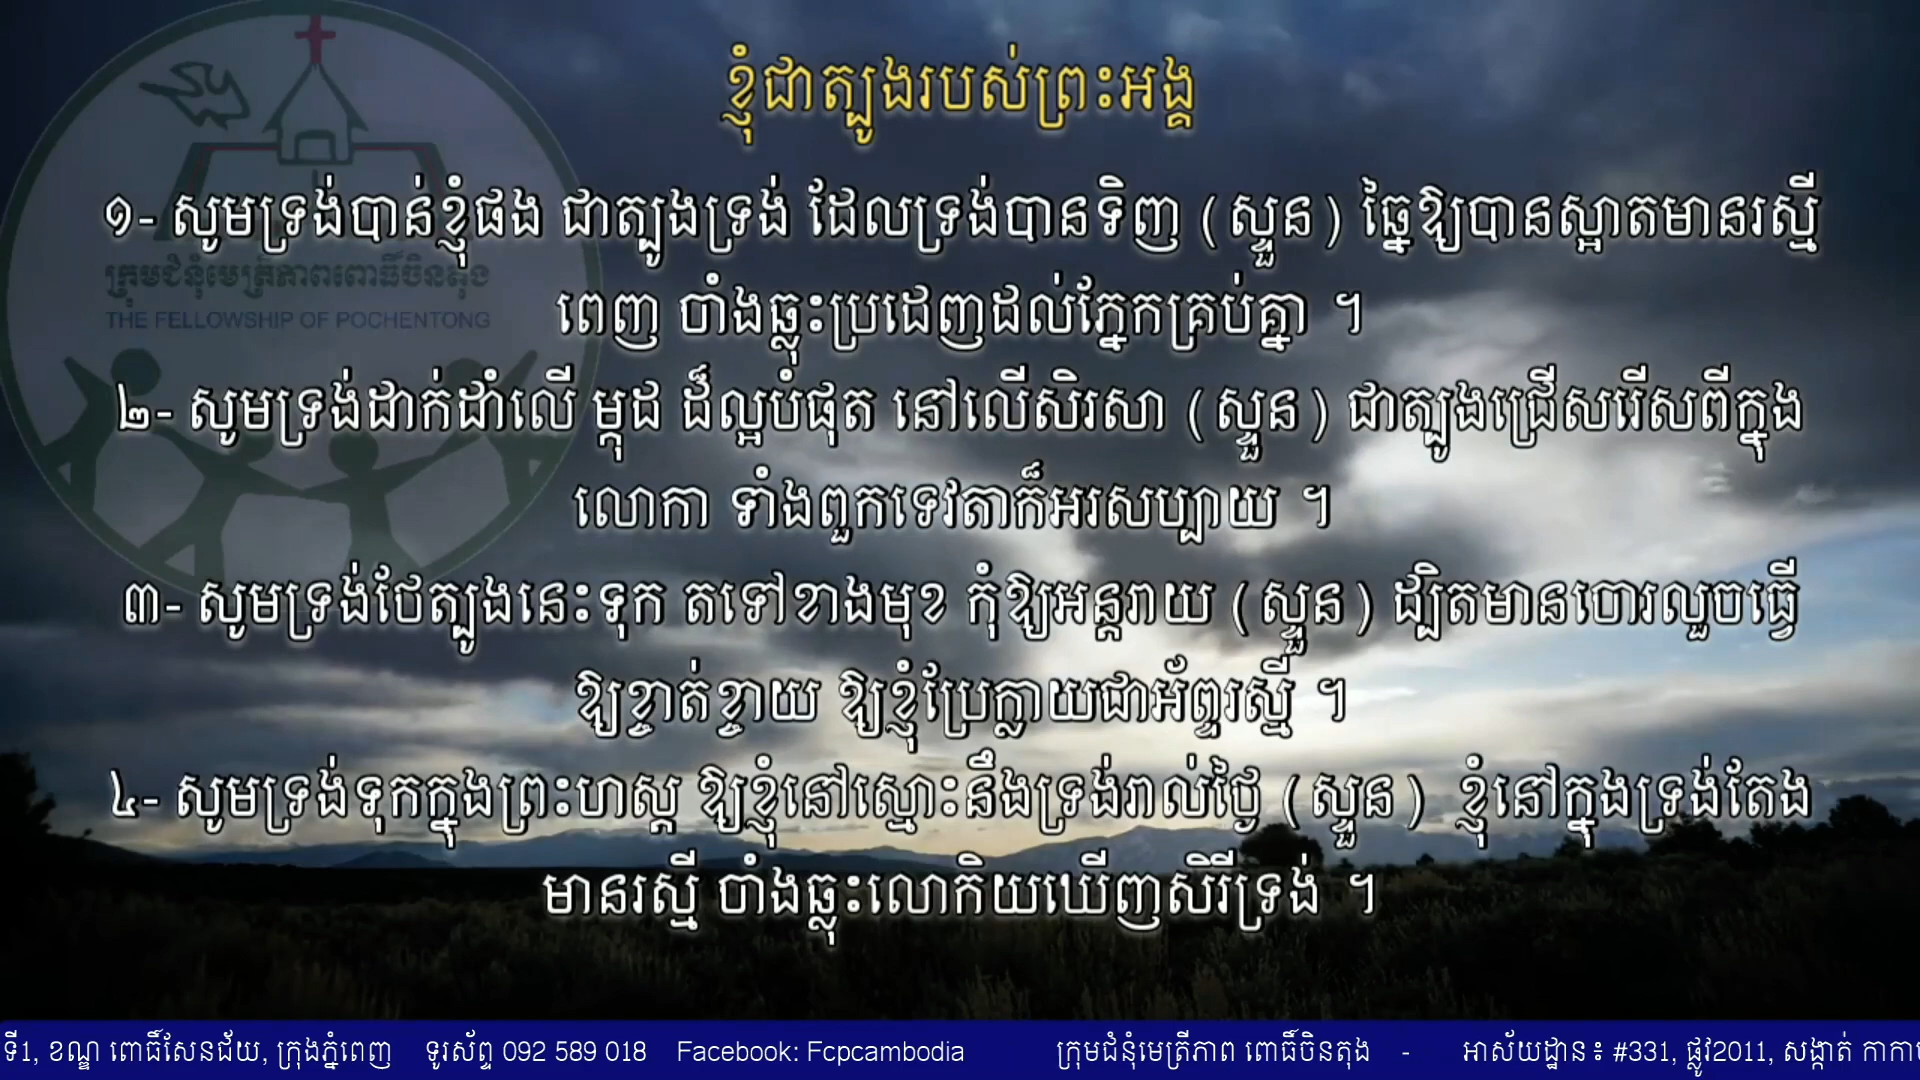 ខ្ញុំជាត្បូងរបស់ព្រះអង្គ
១- សូមទ្រង់បាន់ខ្ញុំផង ជាត្បូងទ្រង់ ដែលទ្រង់បានទិញ (ស្ទួន) ឆ្នៃឱ្យបានស្អាតមានរស្មី
ពេញ ចាំងឆ្លុះប្រដេញដល់ភ្នែកគ្រប់គ្នា ។
ក្រុមជំនុំមេត្រីភាពពោធិ៍ចិនតុង
THE FELLOWSHIP OF POCHENTONG
២- សូមទ្រង់ដាក់ដាំលើ ម្កុដ ដ៏ល្អបំផុត នៅលើសិរសា (ស្ទួន) ជាត្បូងជ្រើសរើសពីក្នុង
លោកា ទាំងពួកទេវតាក៏អរសប្បាយ ។
៣- សូមទ្រង់ថែត្បូងនេះទុក តទៅខាងមុខ កុំឱ្យអន្តរាយ (ស្ទួន) ដ្បិតមានចោរលួចធ្វើ
ឱ្យខ្ចាត់ខ្ចាយ ឱ្យខ្ញុំប្រែក្លាយជាអ័ព្ទរស្មី ។
៤- សូមទ្រង់ទុកក្នុងព្រះហស្ត ឱ្យខ្ញុំនៅស្មោះនឹងទ្រង់រាល់ថ្ងៃ (ស្ទួន) ខ្ញុំនៅក្នុងទ្រង់តែង
មានរស្មី ចាំងឆ្លុះលោកិយឃើញសិរីទ្រង់ ។
ទី1, ខណ្ឌ ពោធិ៍សែនជ័យ, ក្រុងភ្នំពេញ ទូរស័ព្ទ 092 589 018 Facebook: Fcpcambodia ក្រុមជំនុំមេត្រីភាព ពោធិ៍ចិនតុង - អាស័យដ្ឋាន៖ #331, ផ្លូវ2011, សង្កាត់ កាកាប